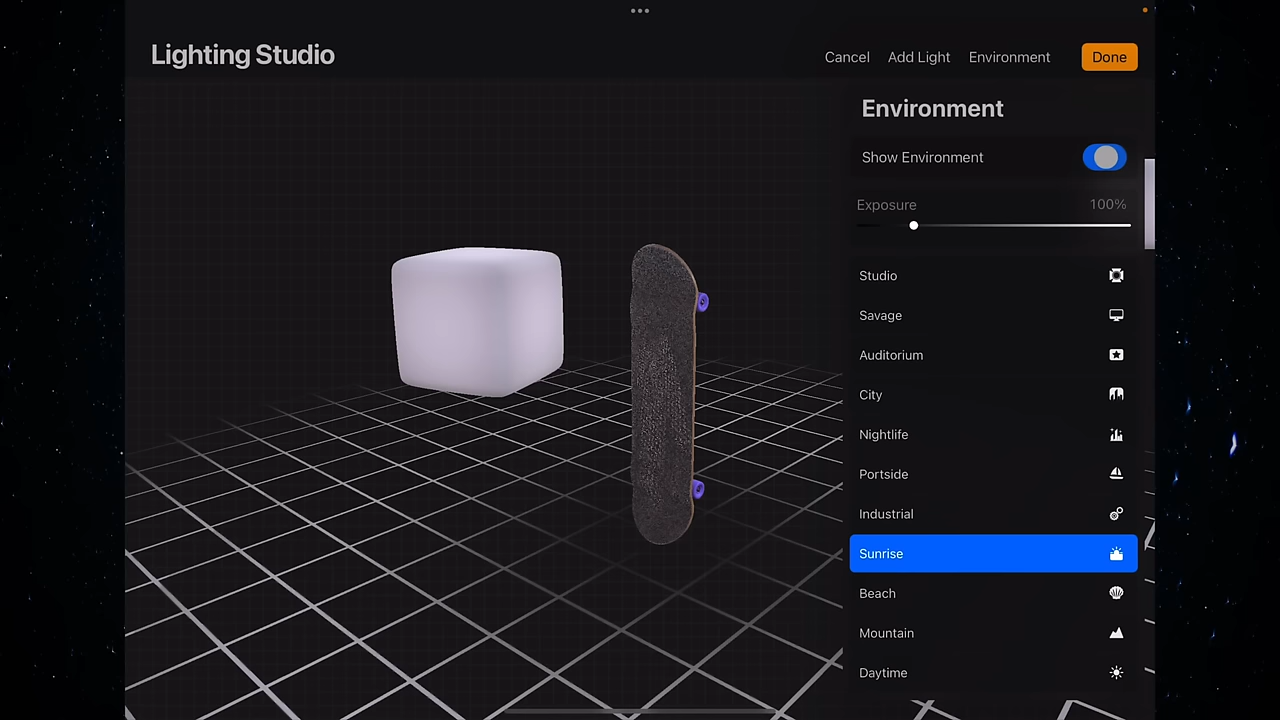 Lighting Studio
Cancel
Add Light
Environment
Done
Environment
Show Environment
Exposure
100%
Studio
Savage
Auditorium
City
Nightlife
Portside
Industrial
Sunrise
Beach
Mountain
Daytime